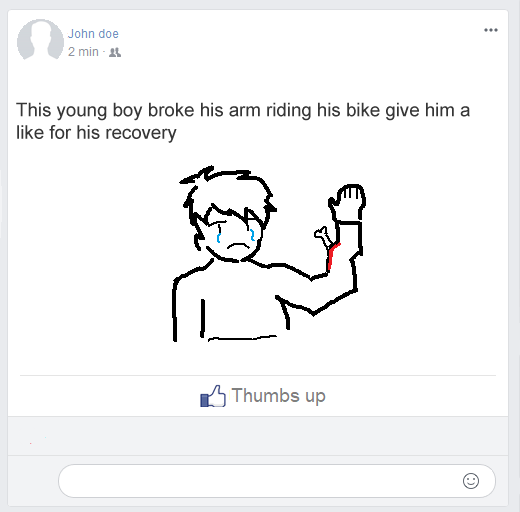 John doe
2 min ·
This young boy broke his arm riding his bike give him a
like for his recovery
Thumbs up